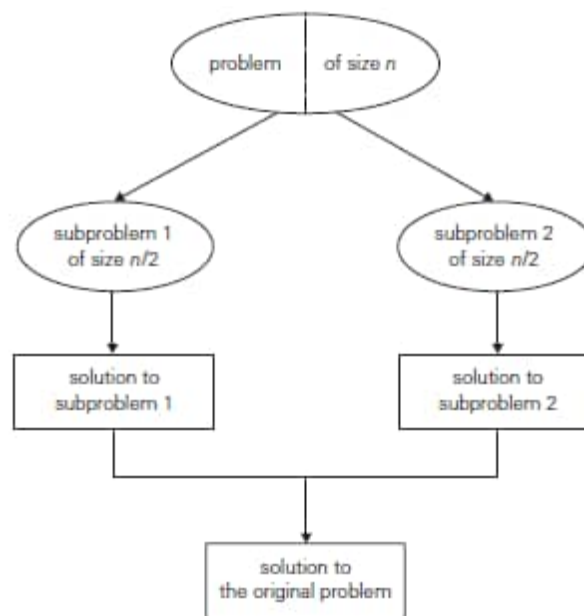 problem of size n
subproblem 1
of size n/2
subproblem 2
of size n/2
solution to
subproblem 1
solution to
subproblem 2
solution to
the original problem